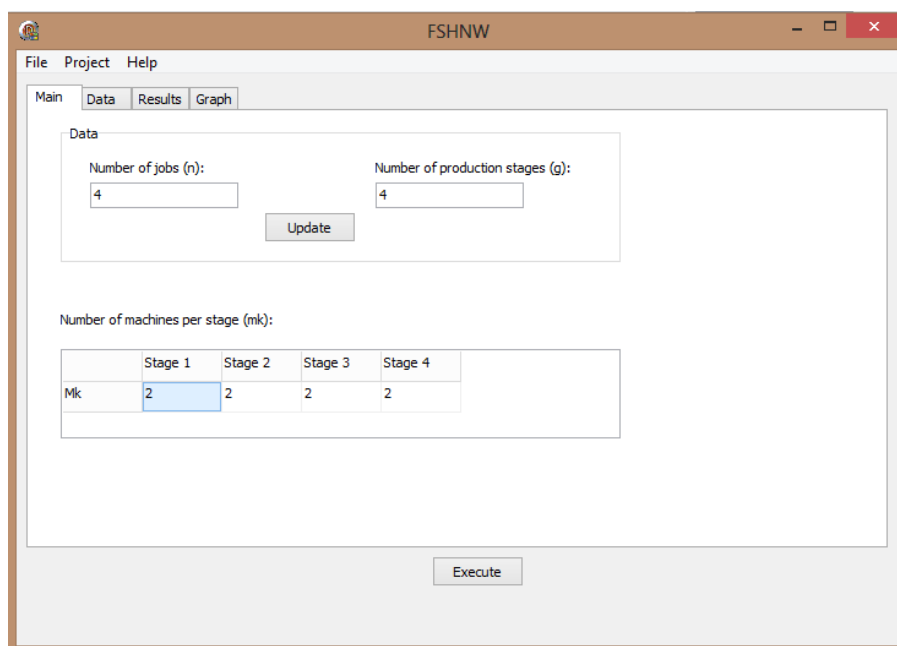 FSHNW
File Project Help
Main Data Results Graph
Data
Number of jobs (n): Number of production stages (g):
4 4
Update
Number of machines per stage (mk):
Stage 1 Stage 2 Stage 3 Stage 4
Mk 2 2 2 2
Execute